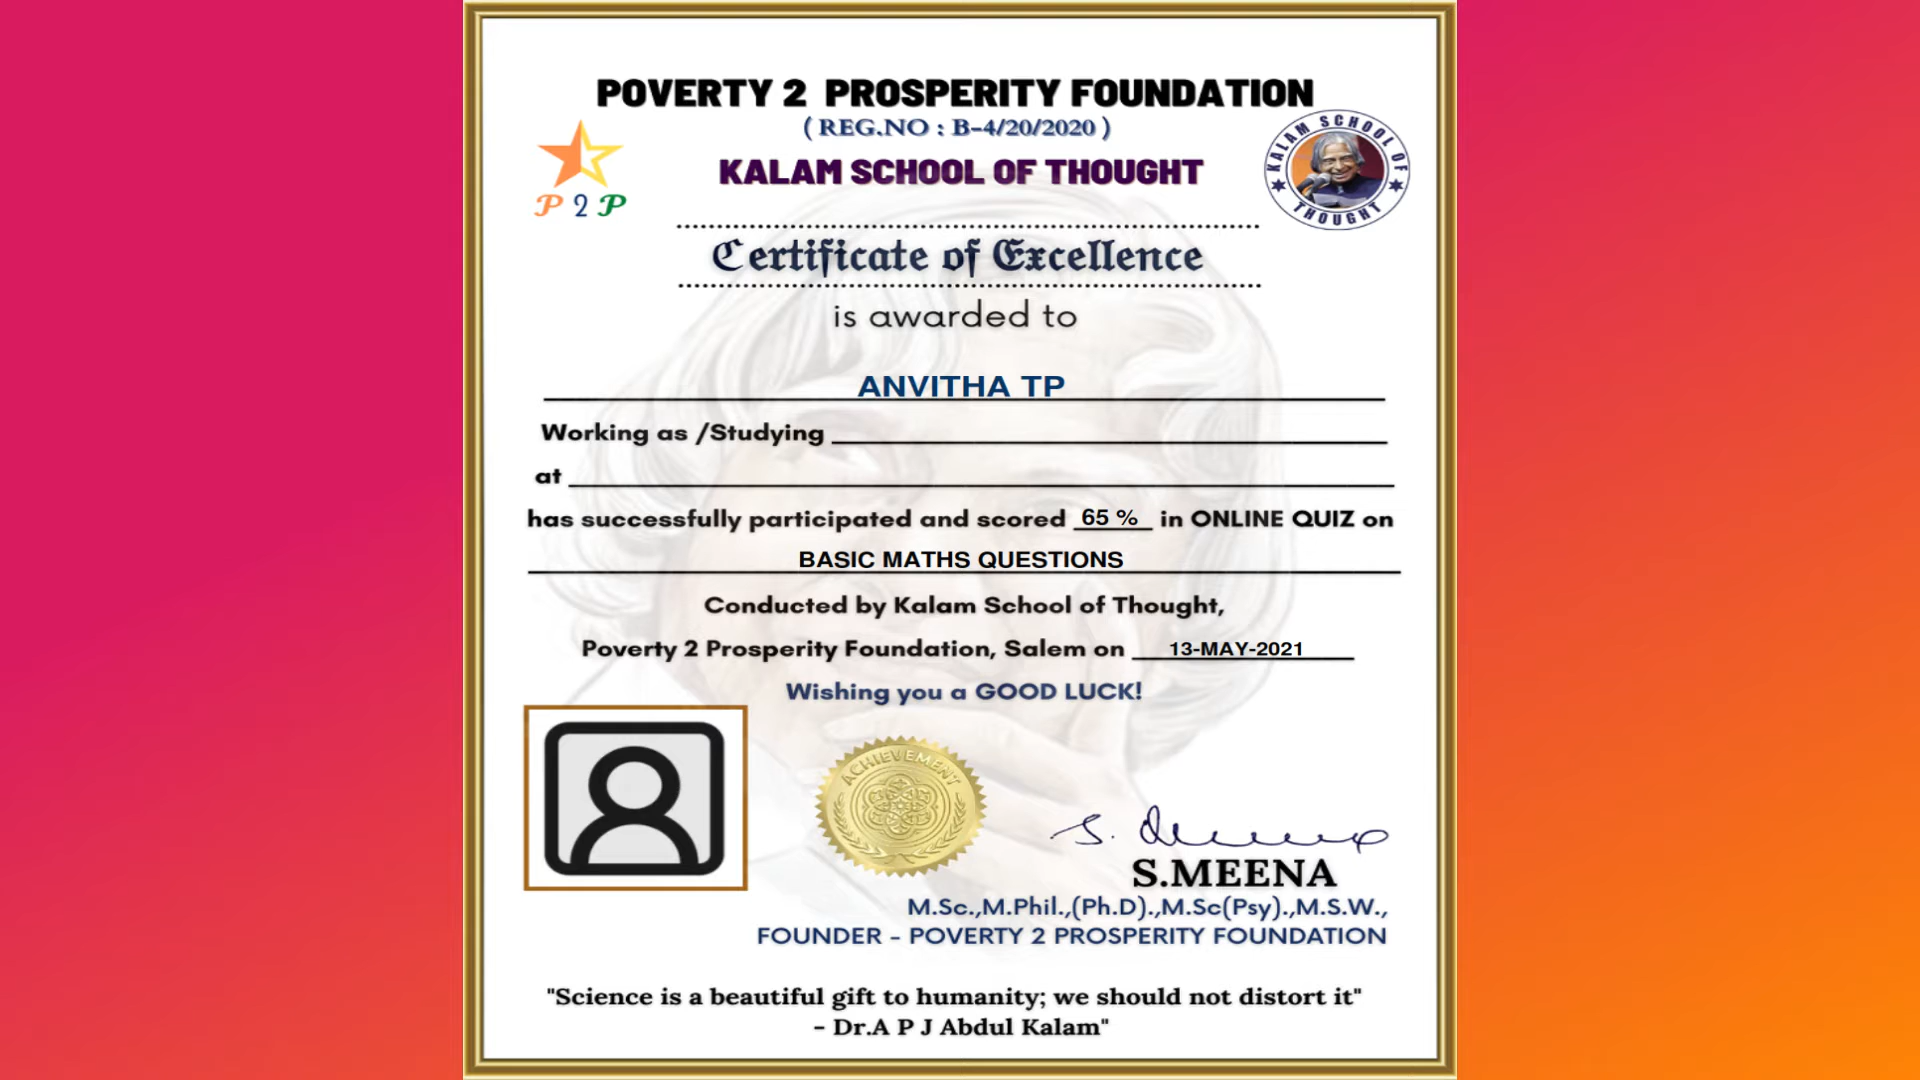 POVERTY 2 PROSPERITY FOUNDATION
( REG.NO : B-4/20/2020 )
KALAM SCHOOL OF THOUGHT
P 2 P
KALAM SCHOOL OF THOUGHT
Certificate of Excellence
is awarded to
ANVITHA TP
Working as /Studying
at
has successfully participated and scored 65 % in ONLINE QUIZ on
BASIC MATHS QUESTIONS
Conducted by Kalam School of Thought,
Poverty 2 Prosperity Foundation, Salem on 13-MAY-2021
Wishing you a GOOD LUCK!
ACHIEVEMENT
S. Meena
S.MEENA
M.Sc.,M.Phil.,(Ph.D).,M.Sc(Psy).,M.S.W.,
FOUNDER - POVERTY 2 PROSPERITY FOUNDATION
"Science is a beautiful gift to humanity; we should not distort it"
- Dr.A P J Abdul Kalam"